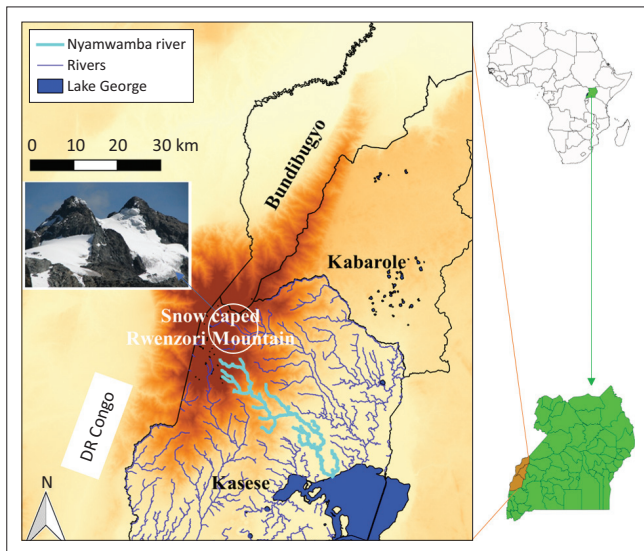 Nyamwamba river
Rivers
Lake George
0 10 20 30 km
Bundibugyo
Kabarole
Snow caped
Rwenzori Mountain
DR Congo
Kasese
N